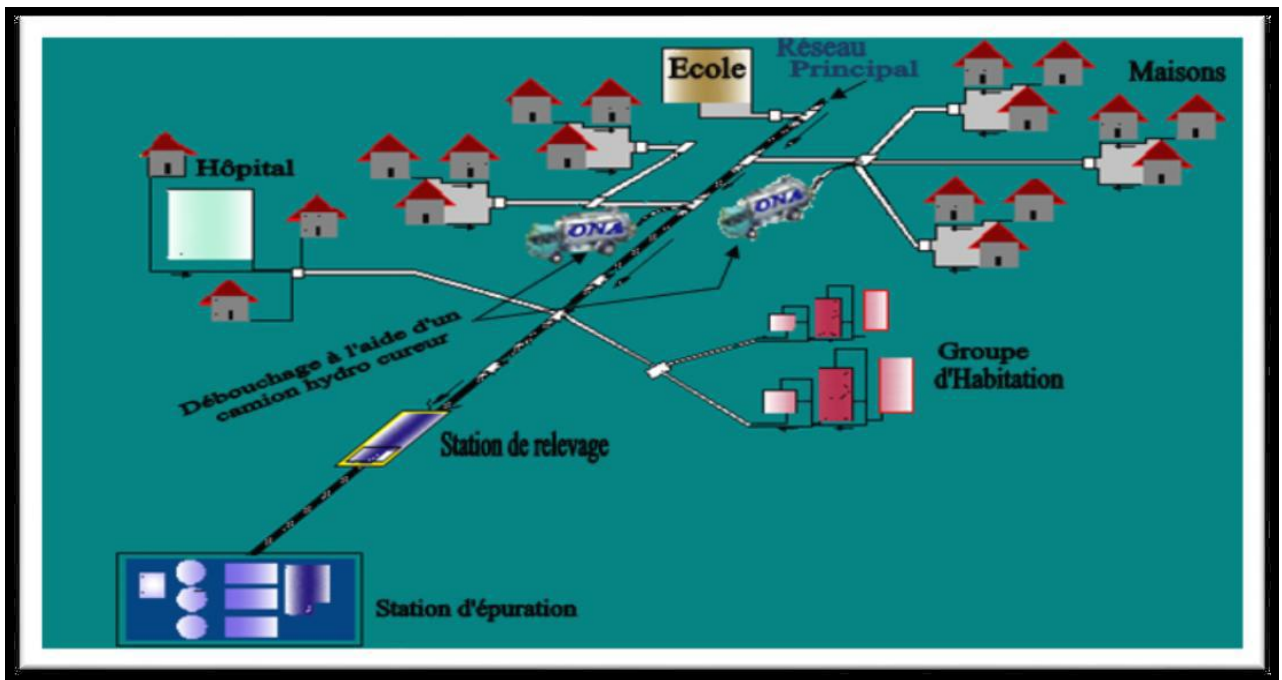 Réseau
Principal
Ecole
Maisons
Hôpital
ONA
ONA
Débouchage à l'aide d'un
camion hydro cureur
Groupe
d'Habitation
Station de relevage
Station d'épuration